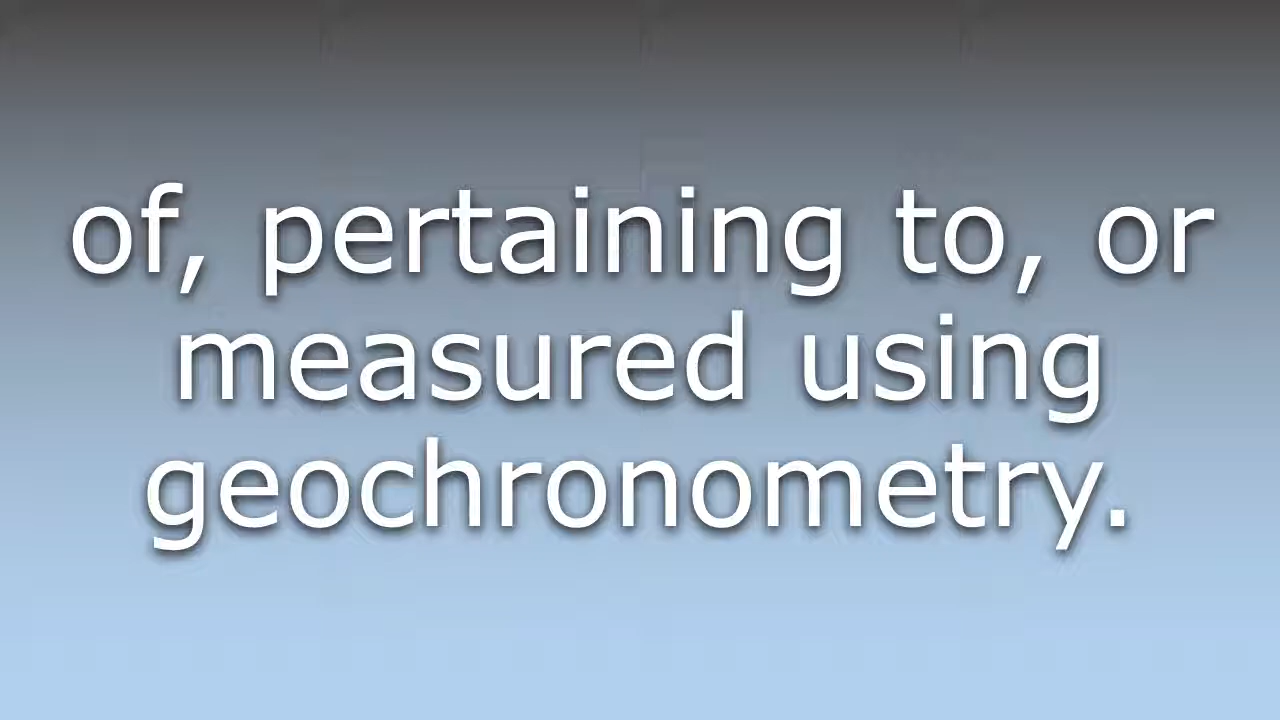 of, pertaining to, or
measured using
geochronometry.